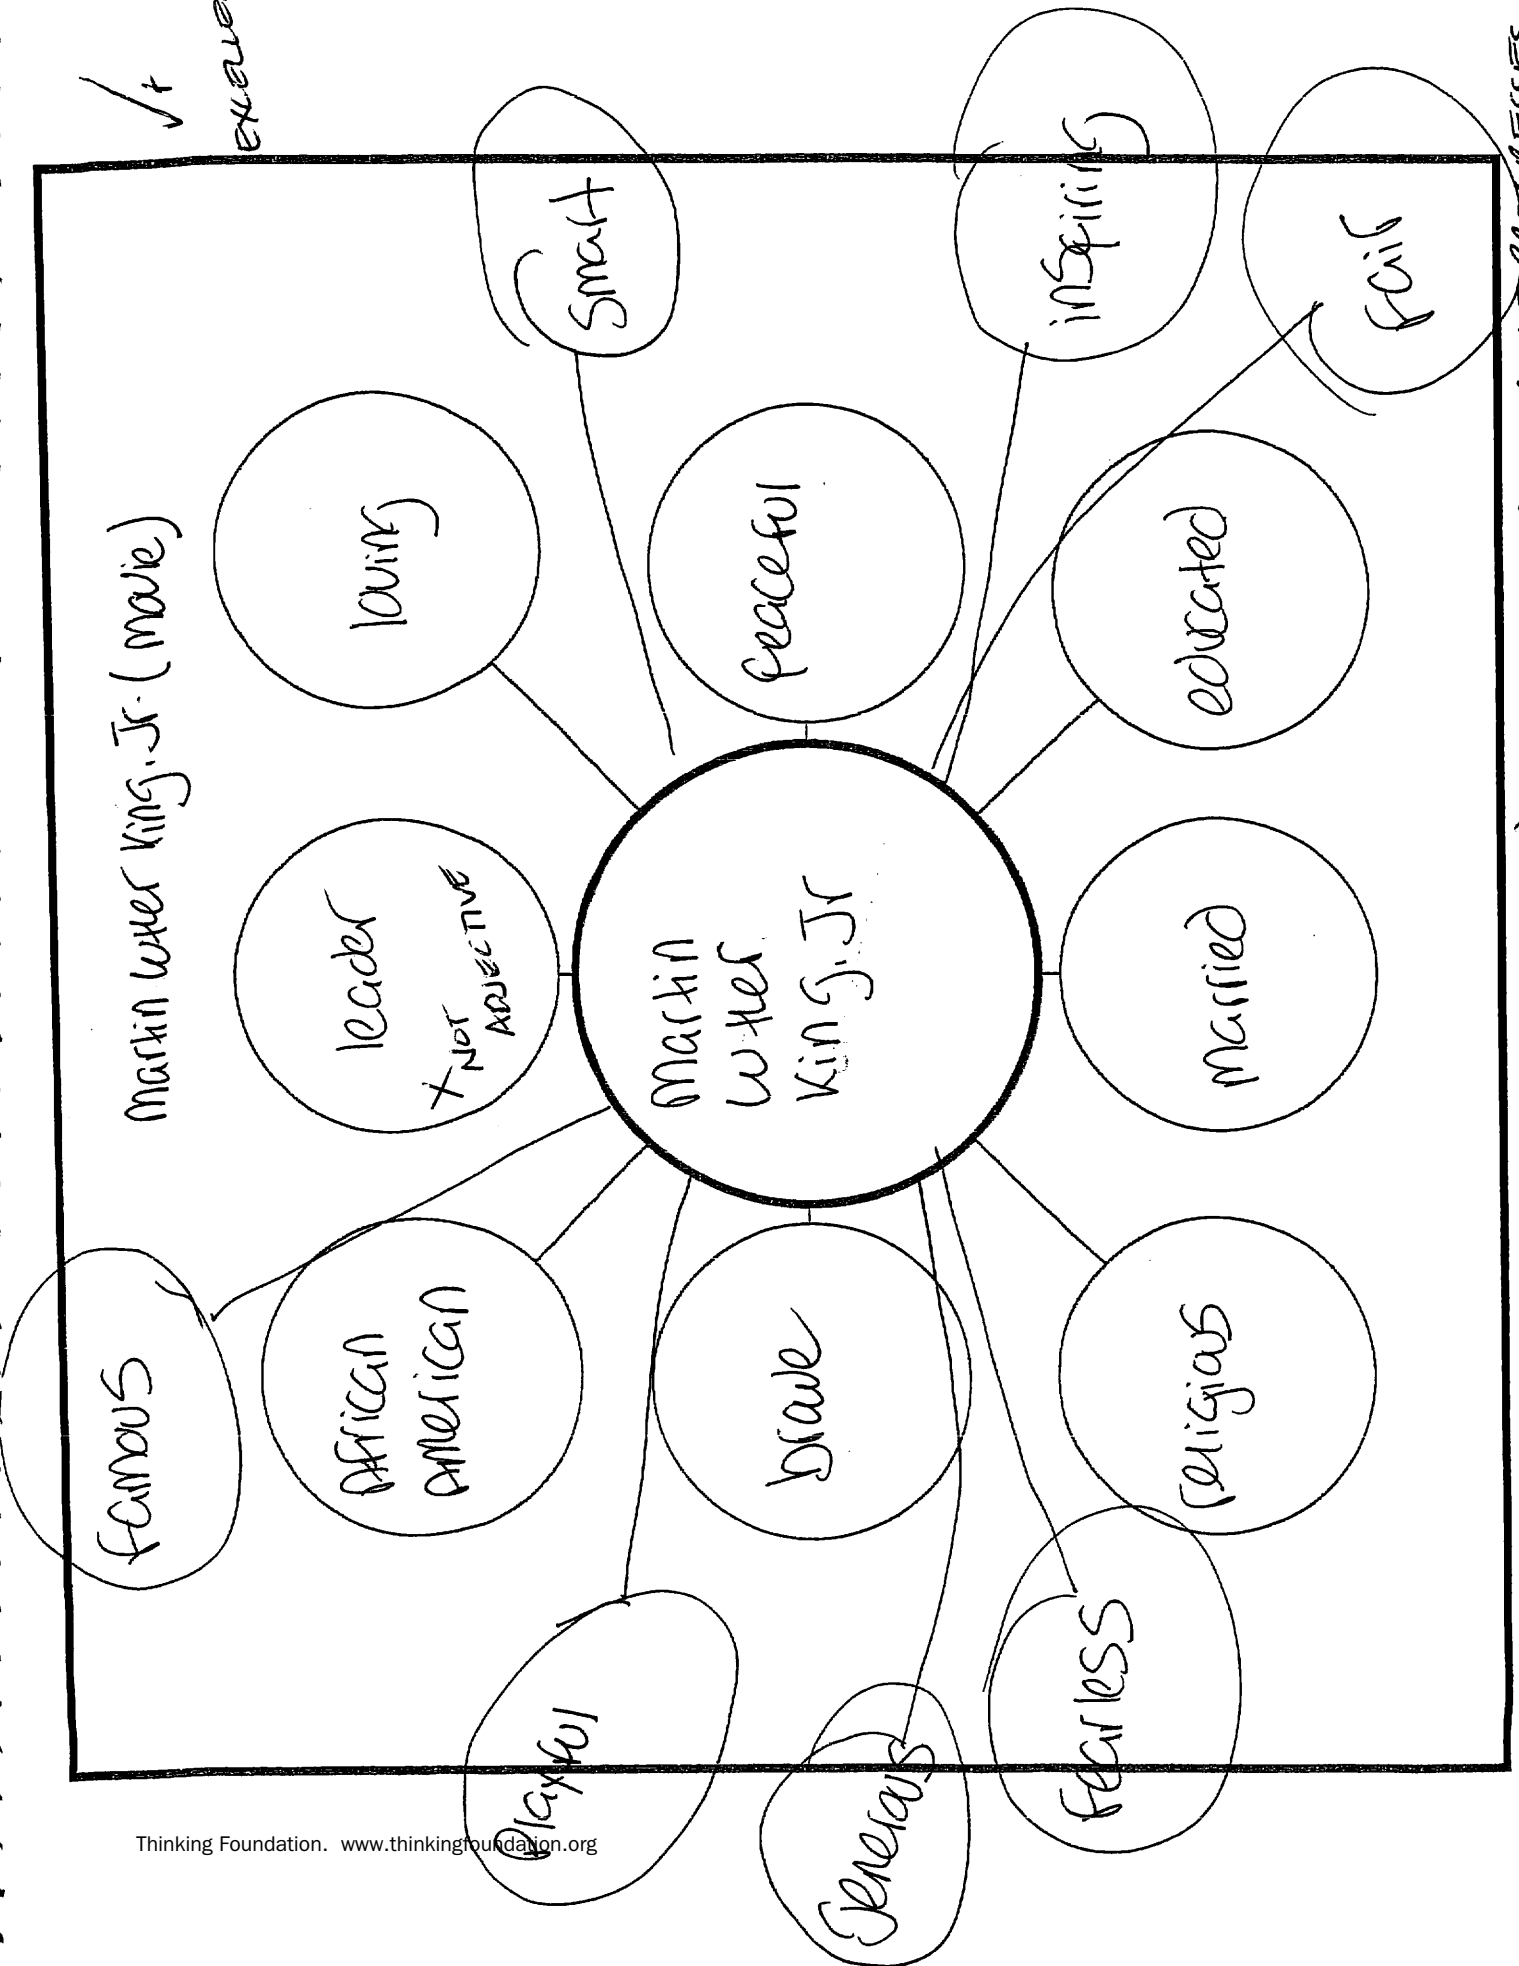 √+
Martin luther King. Jr. (movie)
famous
African
American
leader
X NOT
ADJECTIVE
loving
Playful
Smart
Martin
luther
King. Jr
brave
Peaceful
Generous
fearless
inspiring
religious
married
educated
fair
Thinking Foundation. www.thinkingfoundation.org